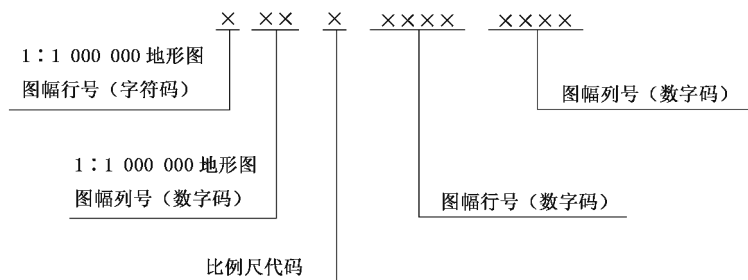 × ×× × ×××× ××××
1∶1 000 000 地形图
图幅行号（字符码）
图幅列号（数字码）
1∶1 000 000 地形图
图幅列号（数字码）
图幅行号（数字码）
比例尺代码